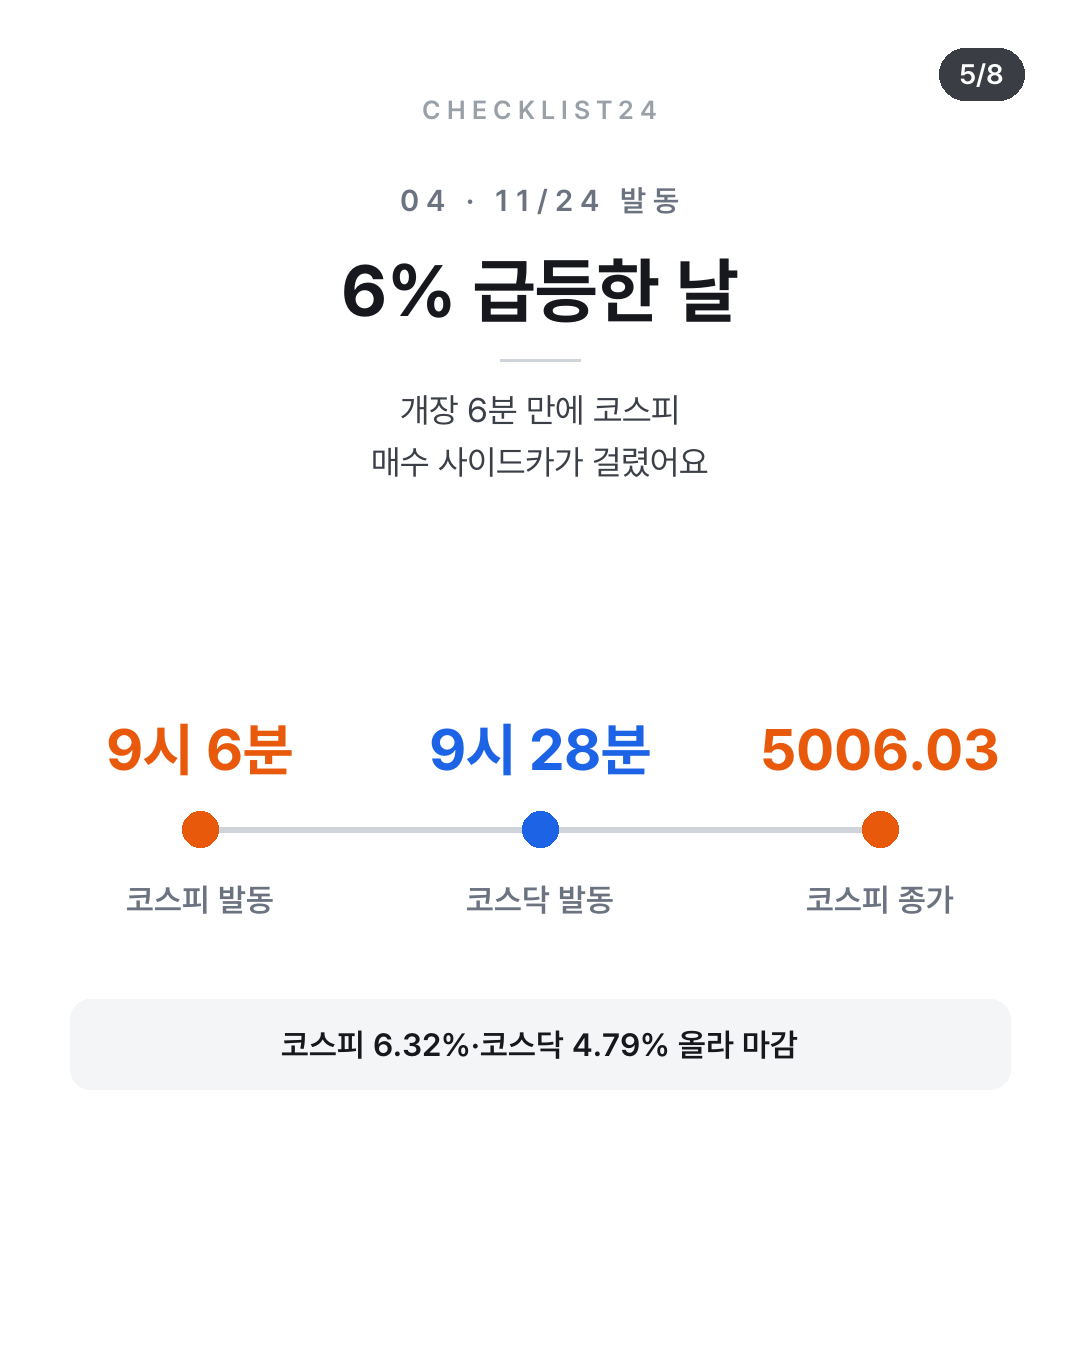 5/8
CHECKLIST24
04 · 11/24 발동
6% 급등한 날
개장 6분 만에 코스피
매수 사이드카가 걸렸어요
9시 6분 9시 28분 5006.03
코스피 발동 코스닥 발동 코스피 종가
코스피 6.32%·코스닥 4.79% 올라 마감